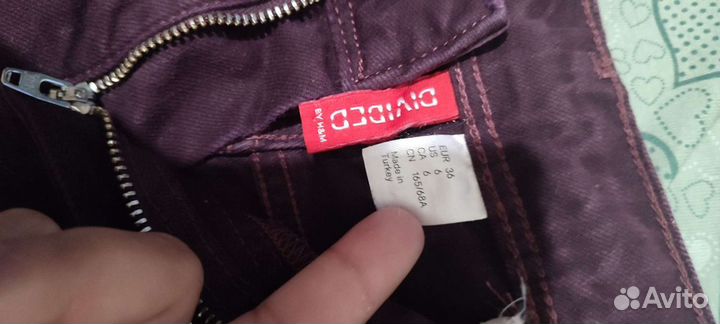 DIVIDED
BY H&M
EUR 36
US 6
CA 6
CN 165/68A
Made in
Turkey
Avito